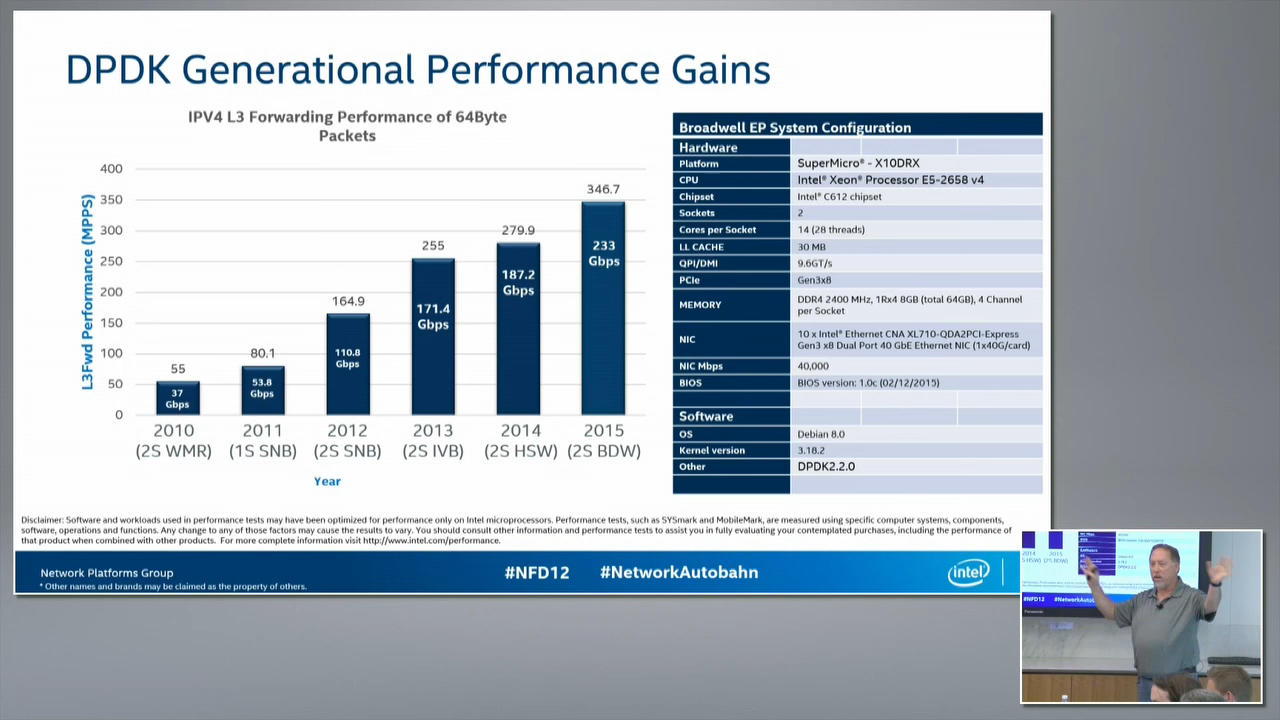 DPDK Generational Performance Gains
IPV4 L3 Forwarding Performance of 64Byte
Packets
L3Fwd Performance (MPPS)
400
350
300
250
200
150
100
50
0
55
80.1
164.9
255
279.9
346.7
37
Gbps
53.8
Gbps
110.8
Gbps
171.4
Gbps
187.2
Gbps
233
Gbps
2010 2011 2012 2013 2014 2015
(2S WMR) (1S SNB) (2S SNB) (2S IVB) (2S HSW) (2S BDW)
Year
Broadwell EP System Configuration
Hardware
Platform SuperMicro® - X10DRX
CPU Intel® Xeon® Processor E5-2658 v4
Chipset Intel® C612 chipset
Sockets 2
Cores per Socket 14 (28 threads)
LL CACHE 30 MB
QPI/DMI 9.6GT/s
PCIe Gen3x8
MEMORY DDR4 2400 MHz, 1Rx4 8GB (total 64GB), 4 Channel
per Socket
NIC 10 x Intel® Ethernet CNA XL710-QDA2PCI-Express
Gen3 x8 Dual Port 40 GbE Ethernet NIC (1x40G/card)
NIC Mbps 40,000
BIOS BIOS version: 1.0c (02/12/2015)
Software
OS Debian 8.0
Kernel version 3.18.2
Other DPDK2.2.0
Disclaimer: Software and workloads used in performance tests may have been optimized for performance only on Intel microprocessors. Performance tests, such as SYSmark and MobileMark, are measured using specific computer systems, components,
software, operations and functions. Any change to any of those factors may cause the results to vary. You should consult other information and performance tests to assist you in fully evaluating your contemplated purchases, including the performance of
that product when combined with other products. For more complete information visit http://www.intel.com/performance.
Network Platforms Group
* Other names and brands may be claimed as the property of others.
#NFD12 #NetworkAutobahn
intel
2014 2015
S HSW) (2S BDW)
#NFD12 #NetworkAuto